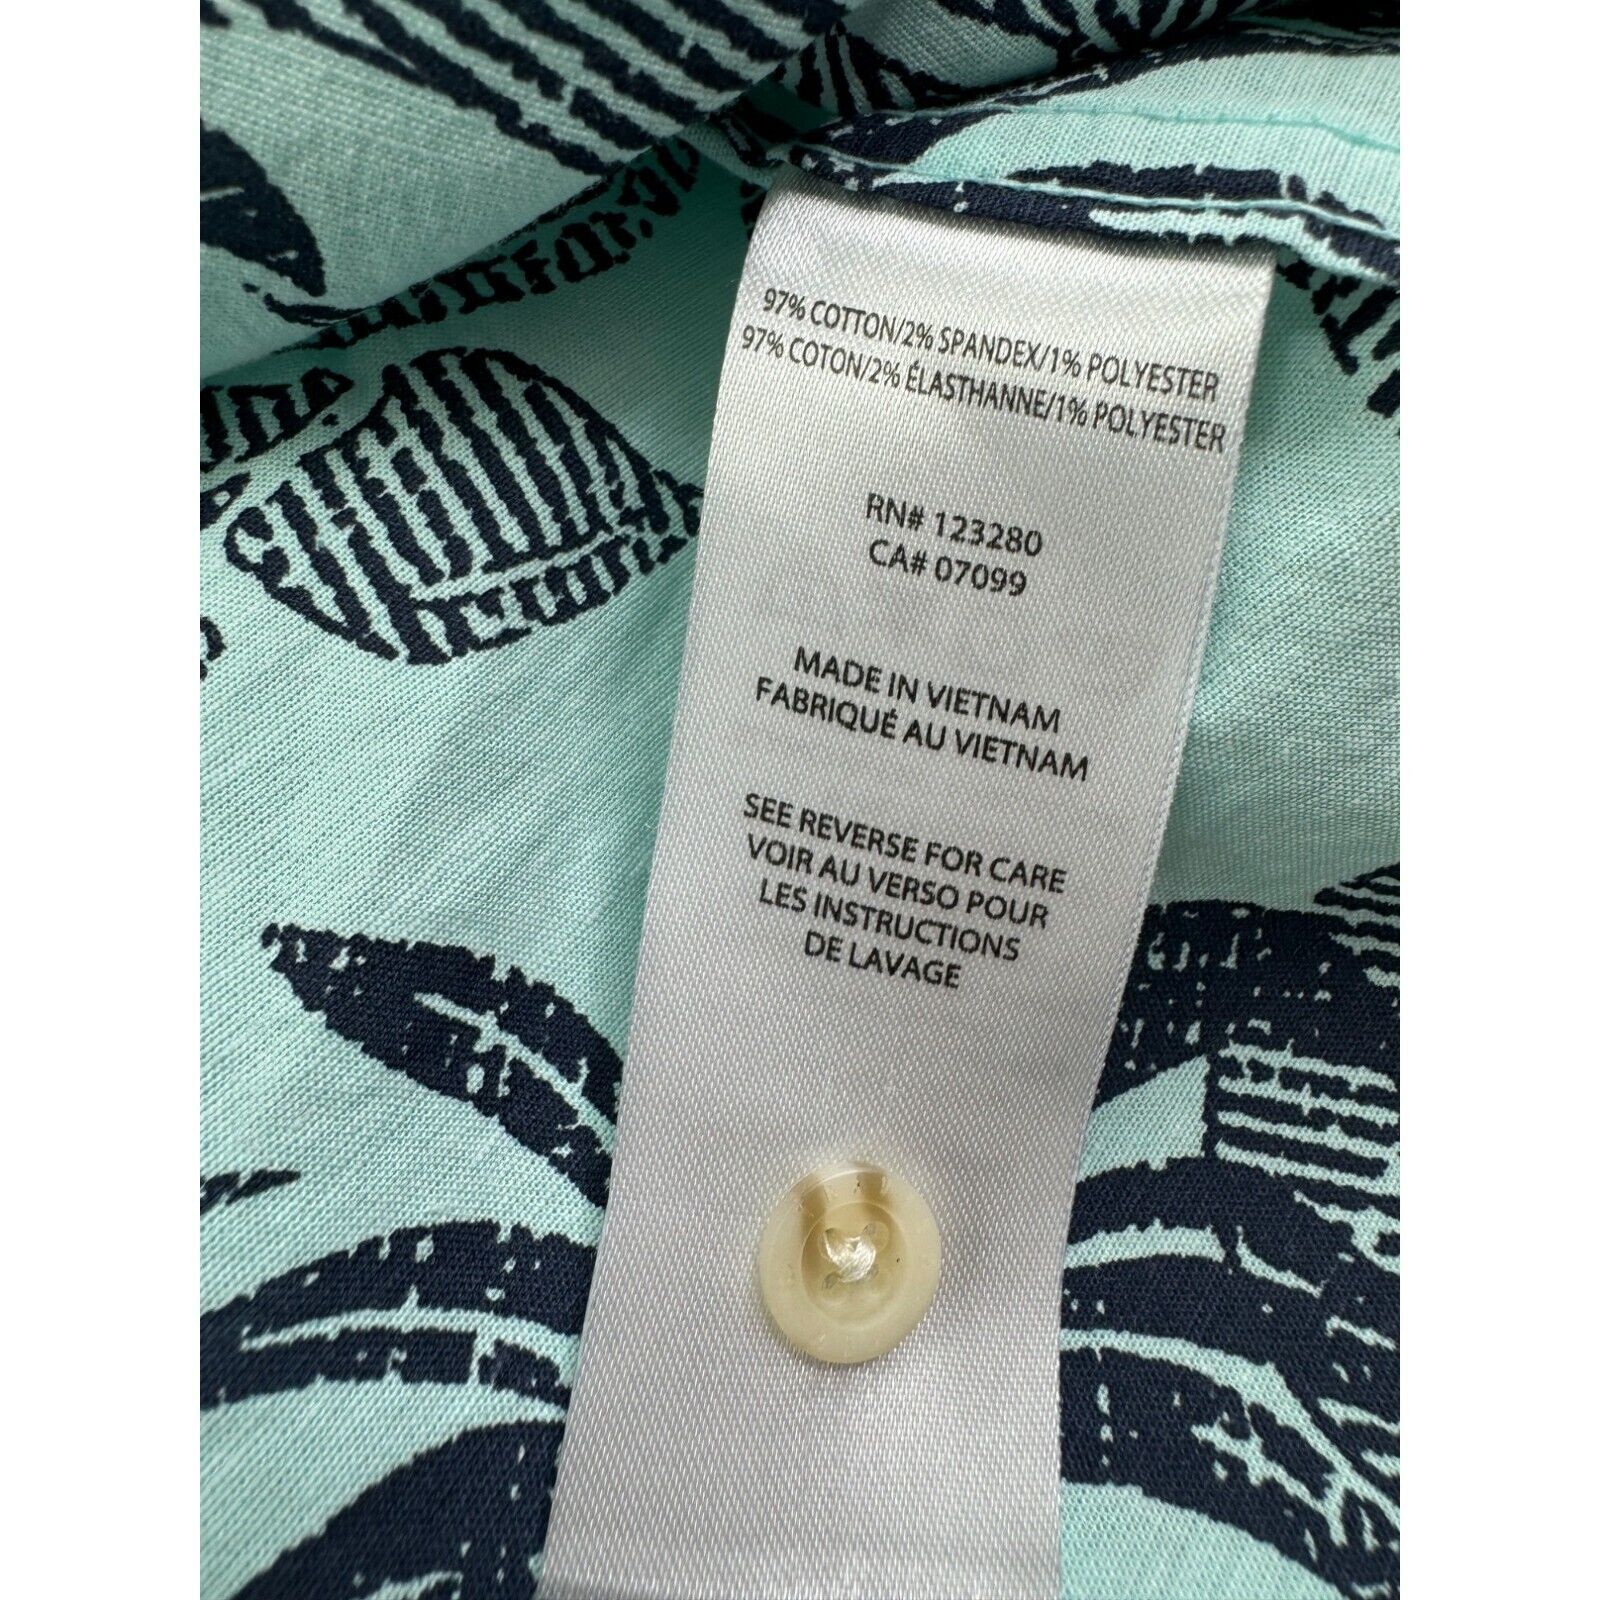 97% COTTON/2% SPANDEX/1% POLYESTER
97% COTON/2% ÉLASTHANNE/1% POLYESTER
RN# 123280
CA# 07099
MADE IN VIETNAM
FABRIQUÉ AU VIETNAM
SEE REVERSE FOR CARE
VOIR AU VERSO POUR
LES INSTRUCTIONS
DE LAVAGE